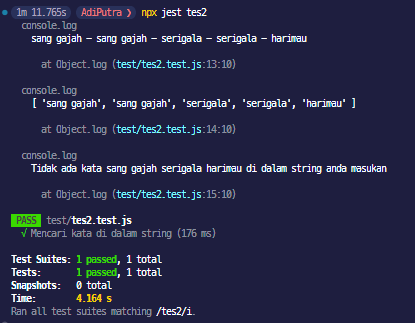 1m 11.765s AdiPutra ❯ npx jest tes2
console.log
sang gajah - sang gajah - serigala - serigala - harimau
at Object.log (test/tes2.test.js:13:10)
console.log
[ 'sang gajah', 'sang gajah', 'serigala', 'serigala', 'harimau' ]
at Object.log (test/tes2.test.js:14:10)
console.log
Tidak ada kata sang gajah serigala harimau di dalam string anda masukan
at Object.log (test/tes2.test.js:15:10)
PASS test/tes2.test.js
√ Mencari kata di dalam string (176 ms)
Test Suites: 1 passed, 1 total
Tests: 1 passed, 1 total
Snapshots: 0 total
Time: 4.164 s
Ran all test suites matching /tes2/i.